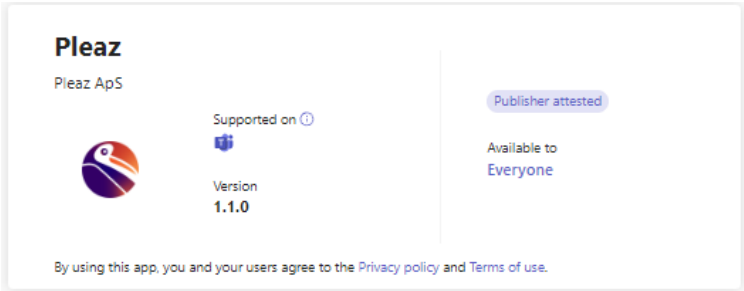 Pleaz
Pleaz ApS
Supported on
Version
1.1.0
Publisher attested
Available to
Everyone
By using this app, you and your users agree to the Privacy policy and Terms of use.